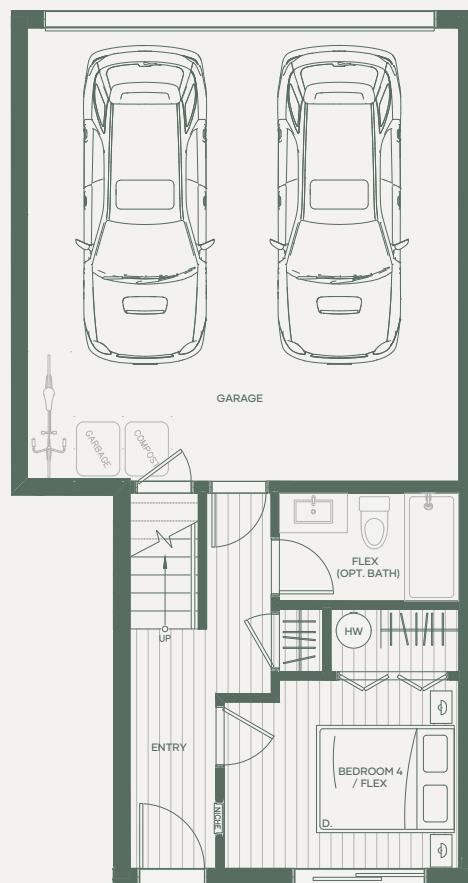 GARAGE
GARBAGE
COMPOST
FLEX
(OPT. BATH)
HW
UP
ENTRY
BEDROOM 4
/ FLEX
NICHE
D.